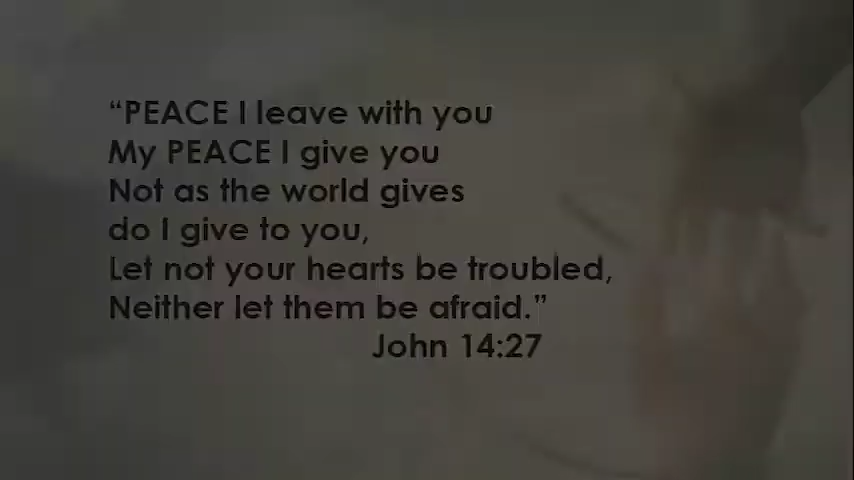 “PEACE I leave with you
My PEACE I give you
Not as the world gives
do I give to you,
Let not your hearts be troubled,
Neither let them be afraid.”
John 14:27